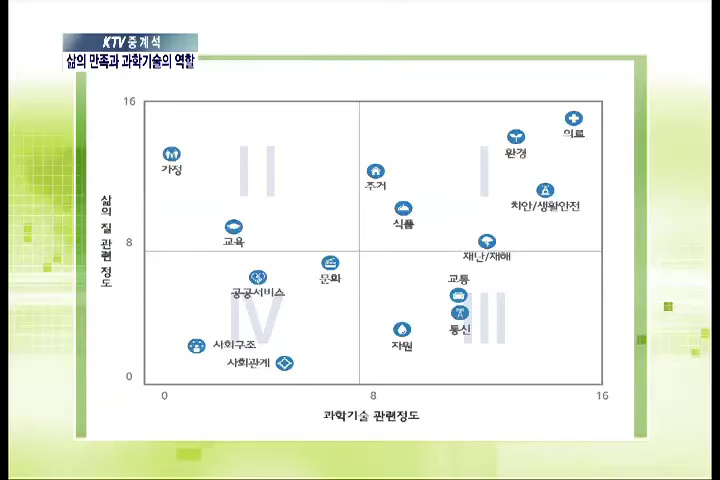 KTV 중계석
삶의 만족과 과학기술의 역할
16
의료
환경
가정
II
I
주거
치안/생활안전
식품
삶의 질 관련정도
교육
8
재난/재해
문화
교통
공공서비스
IV
III
통신
자원
사회구조
사회관계
0
0
8
16
과학기술 관련정도